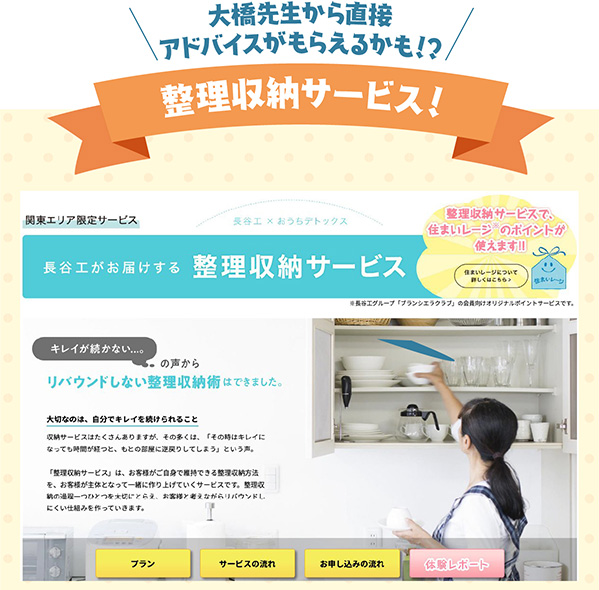 大橋先生から直接
アドバイスがもらえるかも!?
整理収納サービス!
関東エリア限定サービス
長谷工×おうちデトックス
長谷工がお届けする 整理収納サービス
整理収納サービスで、
住まいレージ®のポイントが
使えます!!
住まいレージについて
詳しくはこちら>
住まいレージ
※長谷工グループ「ブランシエラクラブ」の会員向けオリジナルポイントサービスです。
キレイが続かない...。
の声から
リバウンドしない整理収納術はできました。
大切なのは、自分でキレイを続けられること
収納サービスはたくさんありますが、その多くは、「その時はキレイに
なっても時間が経つと、もとの部屋に逆戻りしてしまう」という声。
「整理収納サービス」は、お客様がご自身で維持できる整理収納方法
を、お客様が主体となって一緒に作り上げていくサービスです。整理収
納の過程一つひとつを大切にとらえ、お客様と考えながらリバウンドし
にくい仕組みを作っていきます。
プラン
サービスの流れ
お申し込みの流れ
体験レポート